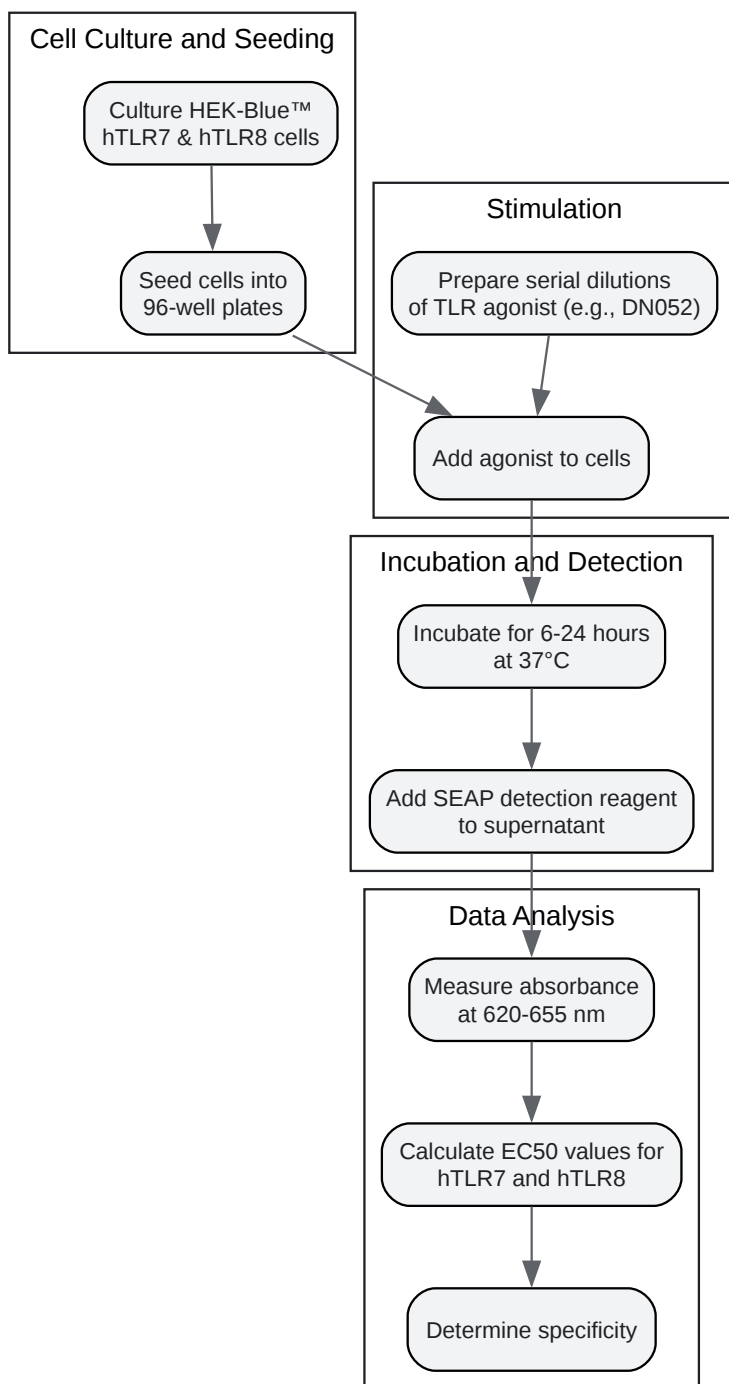 Cell Culture and Seeding
Culture HEK-Blue™
hTLR7 & hTLR8 cells
Seed cells into
96-well plates
Stimulation
Prepare serial dilutions
of TLR agonist (e.g., DN052)
Add agonist to cells
Incubation and Detection
Incubate for 6-24 hours
at 37°C
Add SEAP detection reagent
to supernatant
Data Analysis
Measure absorbance
at 620-655 nm
Calculate EC50 values for
hTLR7 and hTLR8
Determine specificity